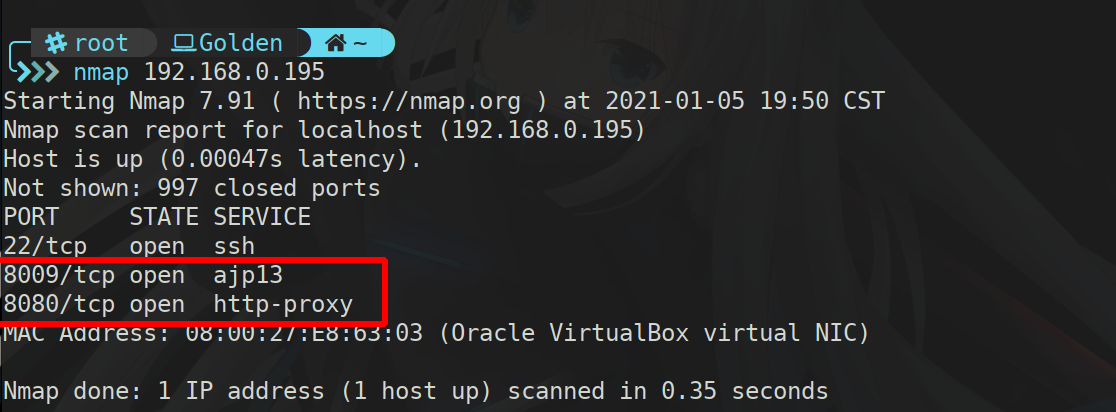 root Golden ~
nmap 192.168.0.195
Starting Nmap 7.91 ( https://nmap.org ) at 2021-01-05 19:50 CST
Nmap scan report for localhost (192.168.0.195)
Host is up (0.00047s latency).
Not shown: 997 closed ports
PORT     STATE SERVICE
22/tcp   open  ssh
8009/tcp open  ajp13
8080/tcp open  http-proxy
MAC Address: 08:00:27:E8:63:03 (Oracle VirtualBox virtual NIC)
Nmap done: 1 IP address (1 host up) scanned in 0.35 seconds